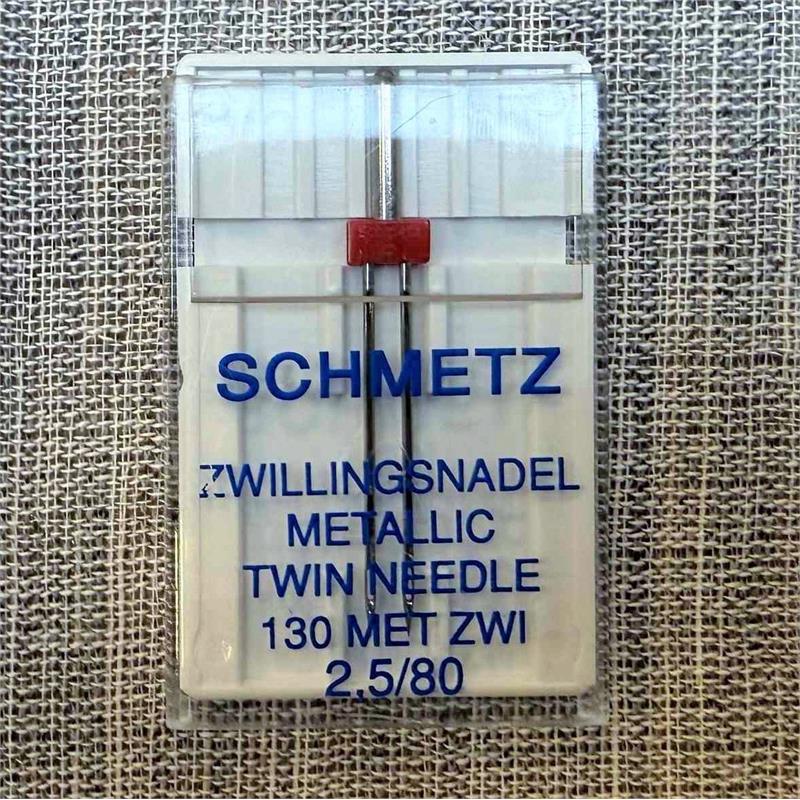 SCHMETZ
ZWILLINGSNADEL
METALLIC
TWIN NEEDLE
130 MET ZWI
2,5/80